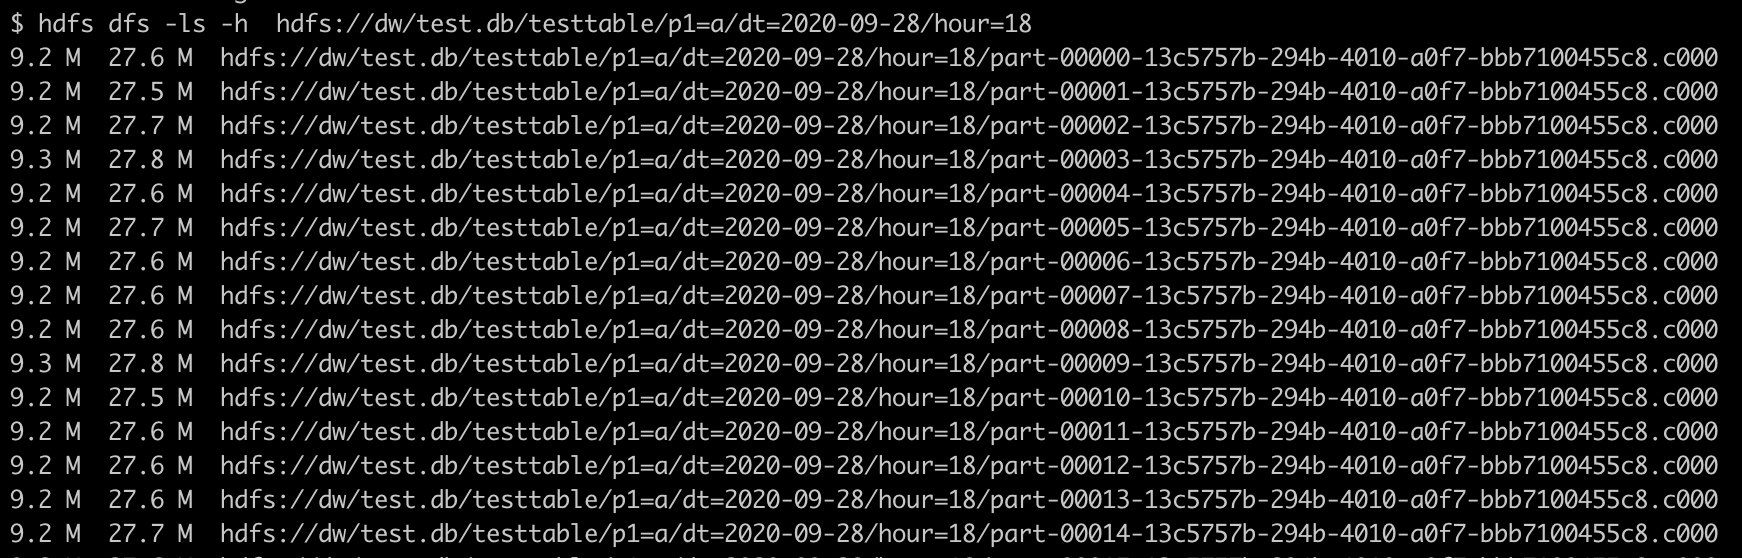 $ hdfs dfs -ls -h  hdfs://dw/test.db/testtable/p1=a/dt=2020-09-28/hour=18
9.2 M  27.6 M  hdfs://dw/test.db/testtable/p1=a/dt=2020-09-28/hour=18/part-00000-13c5757b-294b-4010-a0f7-bbb7100455c8.c000
9.2 M  27.5 M  hdfs://dw/test.db/testtable/p1=a/dt=2020-09-28/hour=18/part-00001-13c5757b-294b-4010-a0f7-bbb7100455c8.c000
9.2 M  27.7 M  hdfs://dw/test.db/testtable/p1=a/dt=2020-09-28/hour=18/part-00002-13c5757b-294b-4010-a0f7-bbb7100455c8.c000
9.3 M  27.8 M  hdfs://dw/test.db/testtable/p1=a/dt=2020-09-28/hour=18/part-00003-13c5757b-294b-4010-a0f7-bbb7100455c8.c000
9.2 M  27.6 M  hdfs://dw/test.db/testtable/p1=a/dt=2020-09-28/hour=18/part-00004-13c5757b-294b-4010-a0f7-bbb7100455c8.c000
9.2 M  27.7 M  hdfs://dw/test.db/testtable/p1=a/dt=2020-09-28/hour=18/part-00005-13c5757b-294b-4010-a0f7-bbb7100455c8.c000
9.2 M  27.6 M  hdfs://dw/test.db/testtable/p1=a/dt=2020-09-28/hour=18/part-00006-13c5757b-294b-4010-a0f7-bbb7100455c8.c000
9.2 M  27.6 M  hdfs://dw/test.db/testtable/p1=a/dt=2020-09-28/hour=18/part-00007-13c5757b-294b-4010-a0f7-bbb7100455c8.c000
9.2 M  27.6 M  hdfs://dw/test.db/testtable/p1=a/dt=2020-09-28/hour=18/part-00008-13c5757b-294b-4010-a0f7-bbb7100455c8.c000
9.3 M  27.8 M  hdfs://dw/test.db/testtable/p1=a/dt=2020-09-28/hour=18/part-00009-13c5757b-294b-4010-a0f7-bbb7100455c8.c000
9.2 M  27.5 M  hdfs://dw/test.db/testtable/p1=a/dt=2020-09-28/hour=18/part-00010-13c5757b-294b-4010-a0f7-bbb7100455c8.c000
9.2 M  27.6 M  hdfs://dw/test.db/testtable/p1=a/dt=2020-09-28/hour=18/part-00011-13c5757b-294b-4010-a0f7-bbb7100455c8.c000
9.2 M  27.6 M  hdfs://dw/test.db/testtable/p1=a/dt=2020-09-28/hour=18/part-00012-13c5757b-294b-4010-a0f7-bbb7100455c8.c000
9.2 M  27.6 M  hdfs://dw/test.db/testtable/p1=a/dt=2020-09-28/hour=18/part-00013-13c5757b-294b-4010-a0f7-bbb7100455c8.c000
9.2 M  27.7 M  hdfs://dw/test.db/testtable/p1=a/dt=2020-09-28/hour=18/part-00014-13c5757b-294b-4010-a0f7-bbb7100455c8.c000